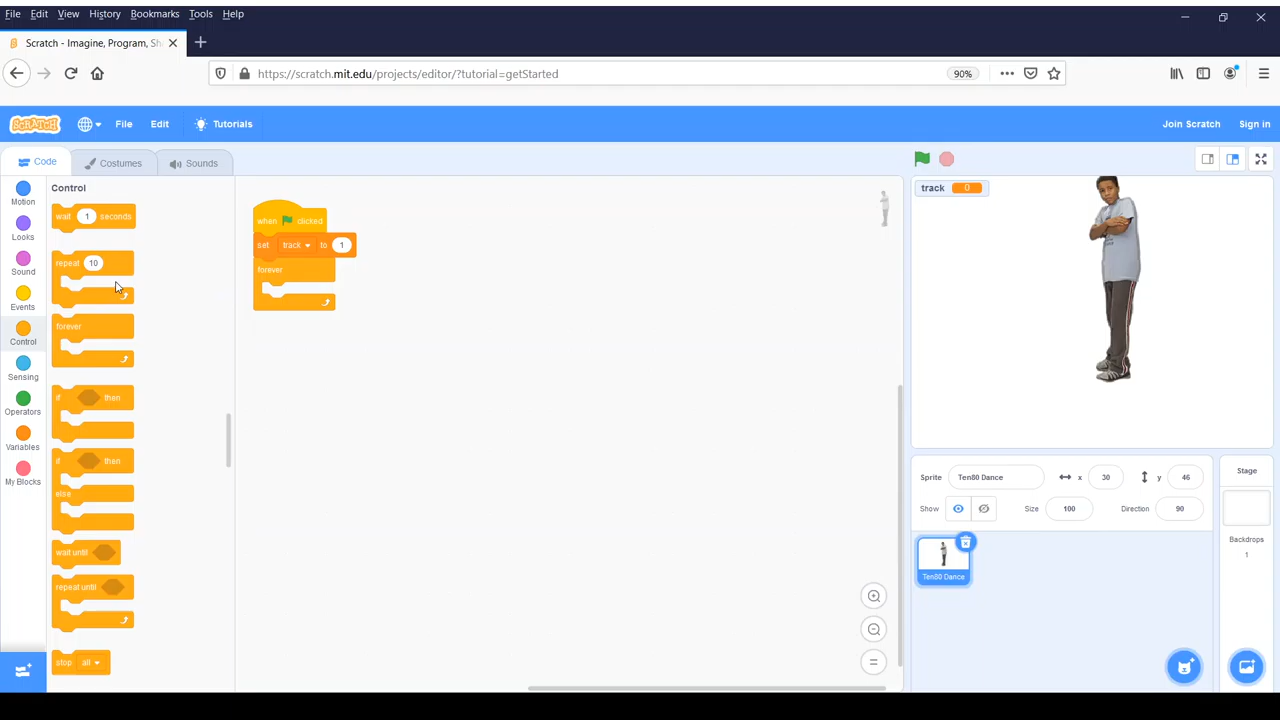 File Edit View History Bookmarks Tools Help
Scratch - Imagine, Program, Sh
https://scratch.mit.edu/projects/editor/?tutorial=getStarted
90%
SCRATCH File Edit Tutorials Join Scratch Sign in
Code Costumes Sounds
Motion
Looks
Sound
Events
Control
Sensing
Operators
Variables
My Blocks
Control
wait 1 seconds
repeat 10
forever
if then
if then
else
wait until
repeat until
stop all
when clicked
set track to 1
forever
track 0
Sprite Ten80 Dance x 30 y 46
Show Size 100 Direction 90
Ten80 Dance
Stage
Backdrops
1